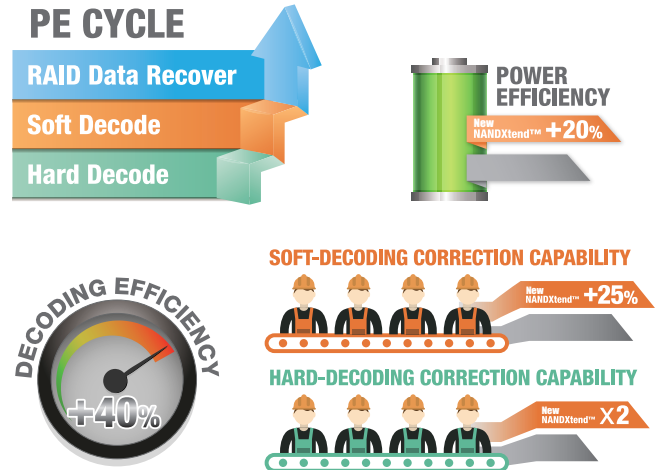 PE CYCLE
RAID Data Recover
Soft Decode
Hard Decode
POWER
EFFICIENCY
New
NANDXtend™ +20%
DECODING EFFICIENCY
+40%
SOFT-DECODING CORRECTION CAPABILITY
New
NANDXtend™ +25%
HARD-DECODING CORRECTION CAPABILITY
New
NANDXtend™ X2